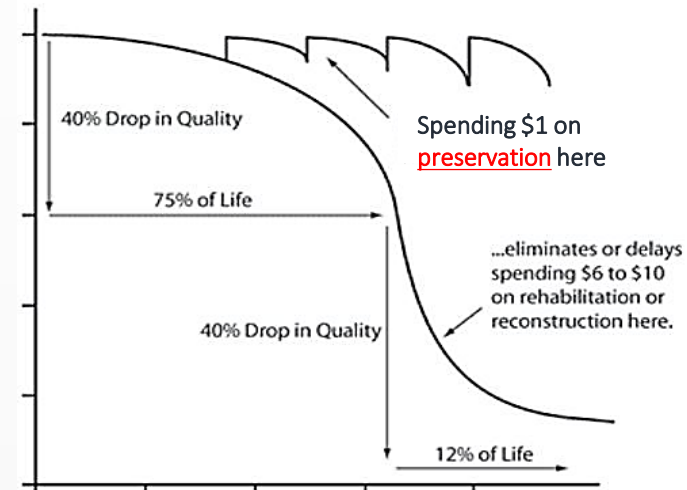 40% Drop in Quality
Spending $1 on
preservation here
75% of Life
...eliminates or delays
spending $6 to $10
on rehabilitation or
reconstruction here.
40% Drop in Quality
12% of Life